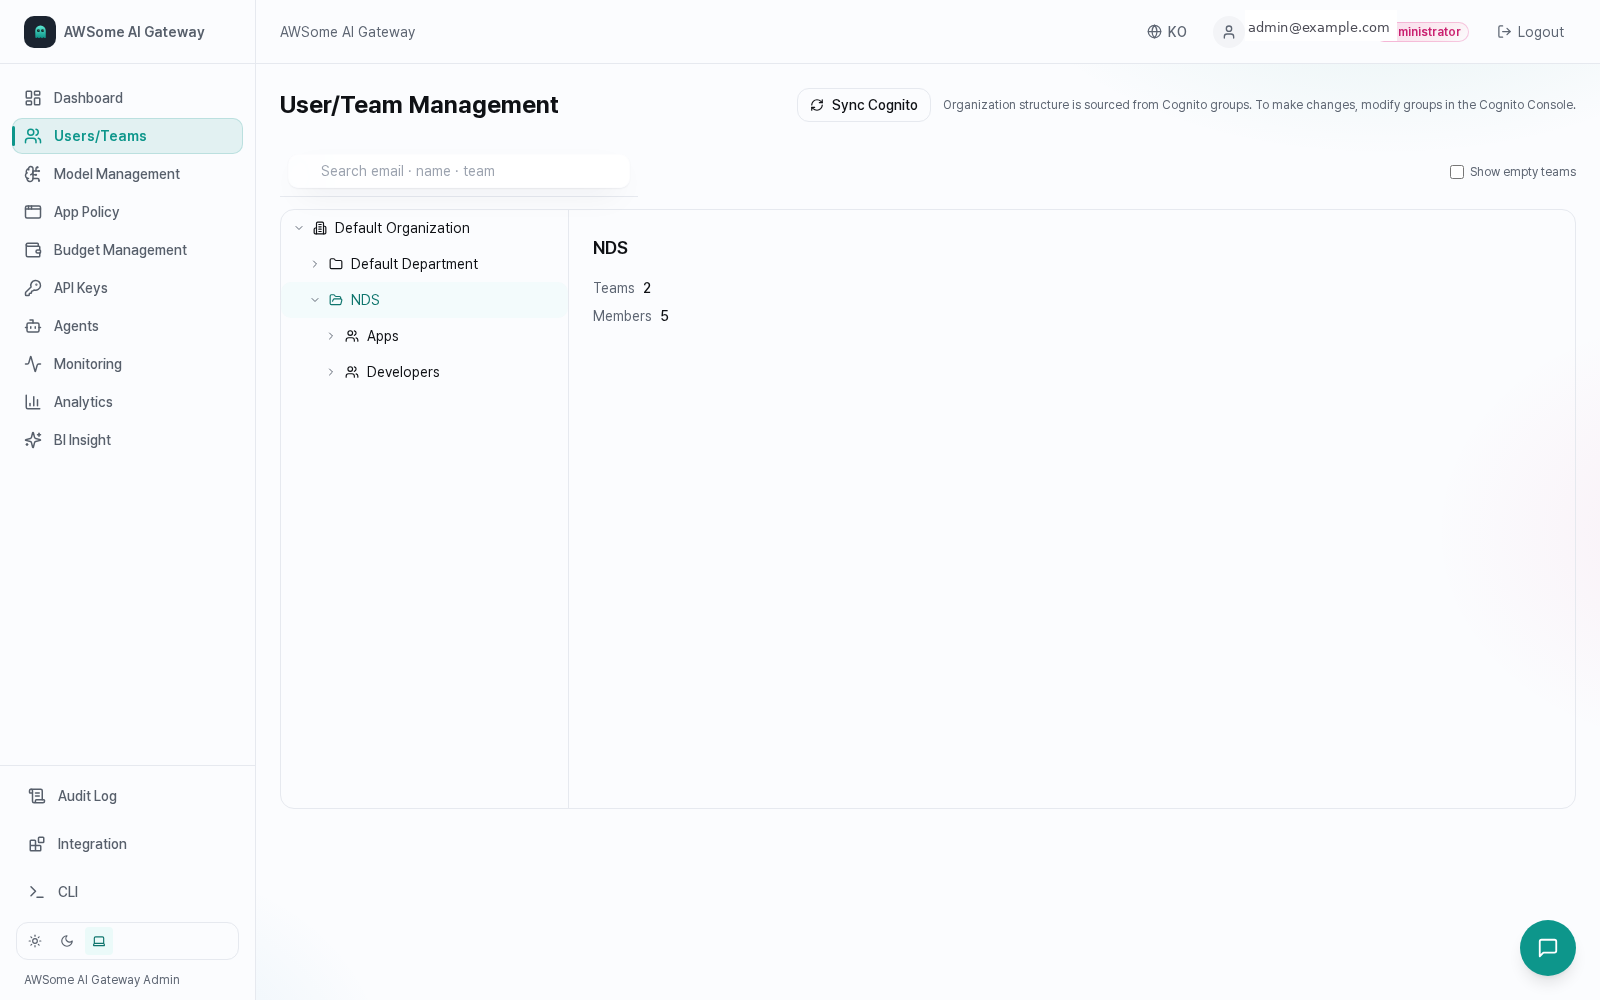 AWSome AI Gateway
AWSome AI Gateway
KO
admin@example.com
ministrator
Logout
Dashboard
Users/Teams
Model Management
App Policy
Budget Management
API Keys
Agents
Monitoring
Analytics
BI Insight
User/Team Management
Sync Cognito
Organization structure is sourced from Cognito groups. To make changes, modify groups in the Cognito Console.
Search email · name · team
Show empty teams
Default Organization
Default Department
NDS
Apps
Developers
NDS
Teams 2
Members 5
Audit Log
Integration
CLI
AWSome AI Gateway Admin